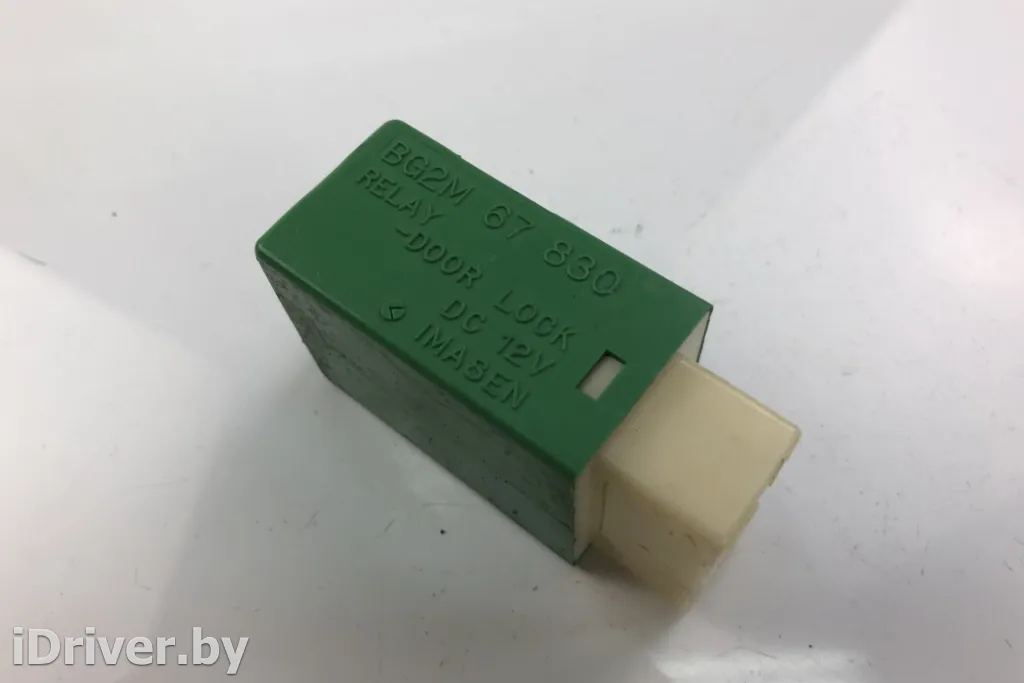 BG2M 67 830
RELAY
-DOOR LOCK
DC 12V
IMASEN
iDriver.by